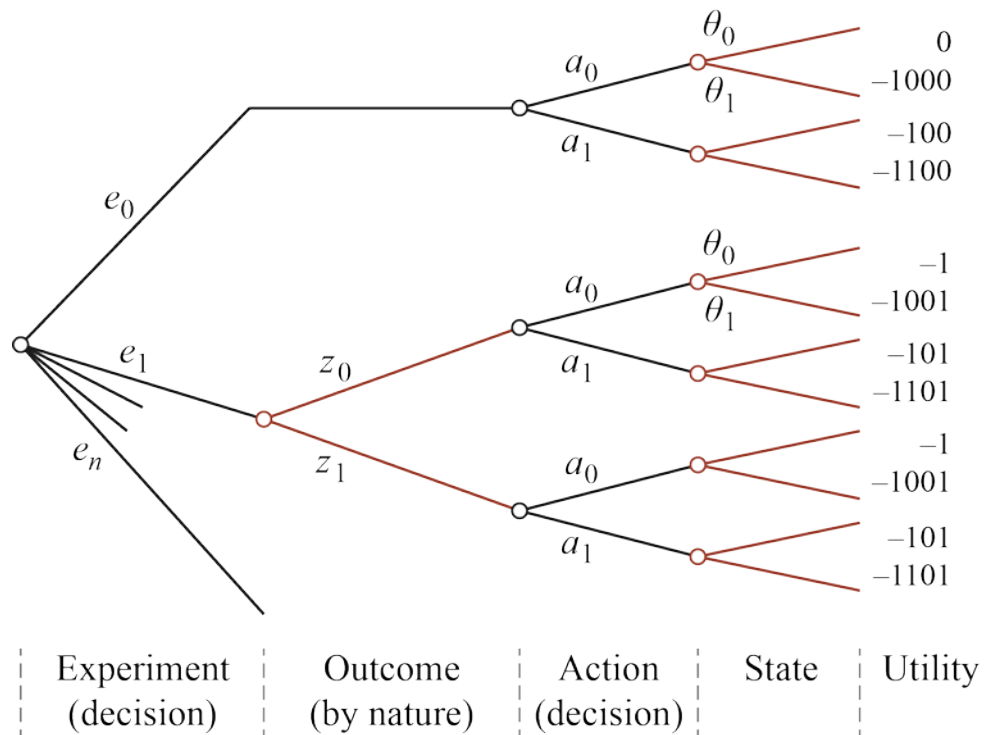 θ0
0
a0
–1000
θ1
–100
a1
–1100
e0
θ0
–1
a0
–1001
θ1
e1
z0
–101
a1
–1101
en
z1
–1
a0
–1001
–101
a1
–1101
Experiment Outcome Action State Utility
(decision) (by nature) (decision)